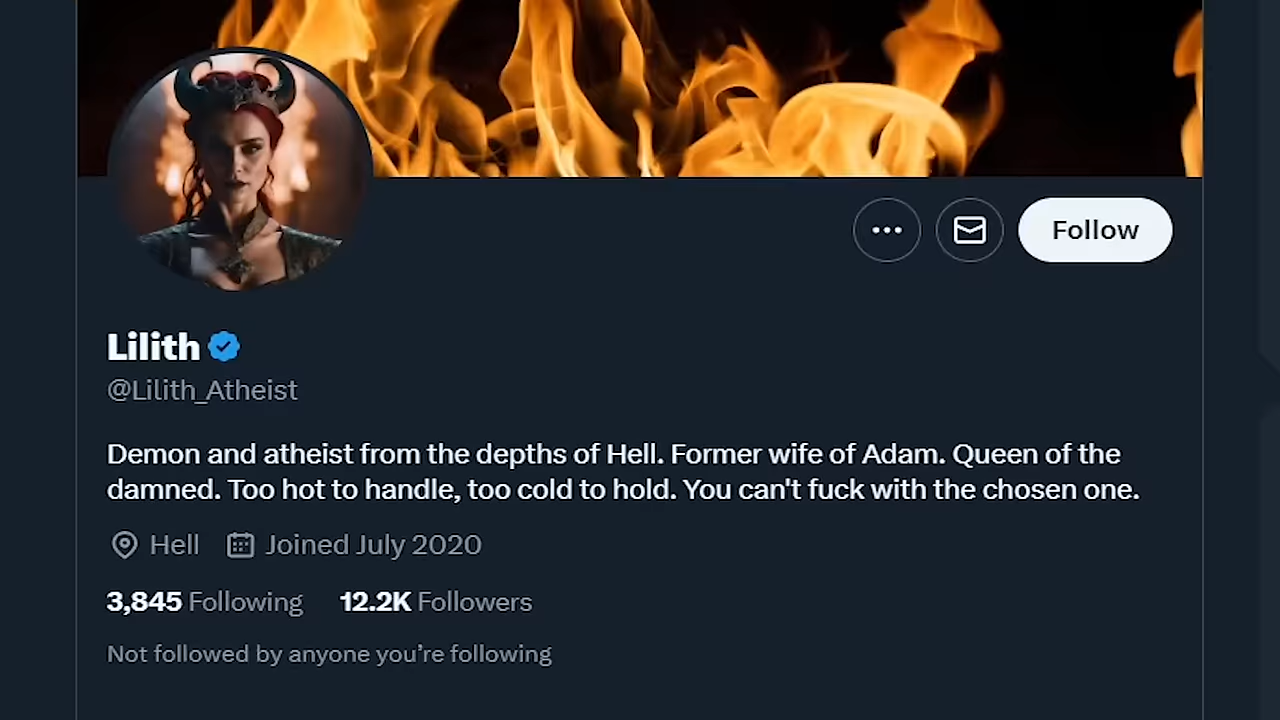 Follow
Lilith
@Lilith_Atheist
Demon and atheist from the depths of Hell. Former wife of Adam. Queen of the
damned. Too hot to handle, too cold to hold. You can't fuck with the chosen one.
Hell Joined July 2020
3,845 Following 12.2K Followers
Not followed by anyone you’re following